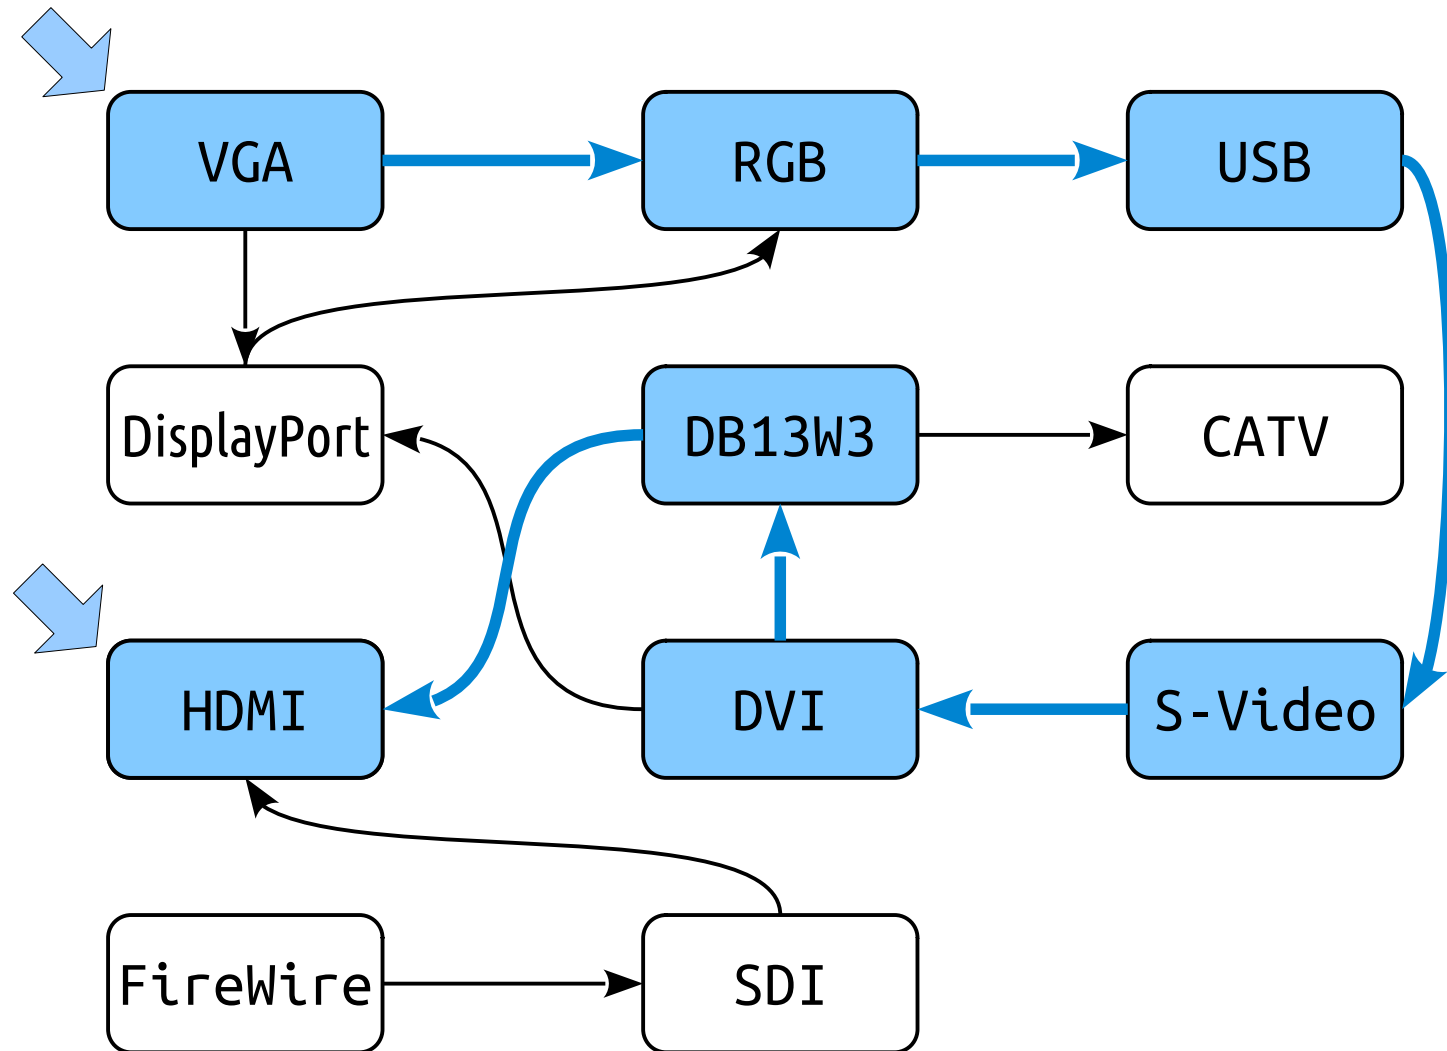 VGA
RGB
USB
DisplayPort
DB13W3
CATV
HDMI
DVI
S-Video
FireWire
SDI